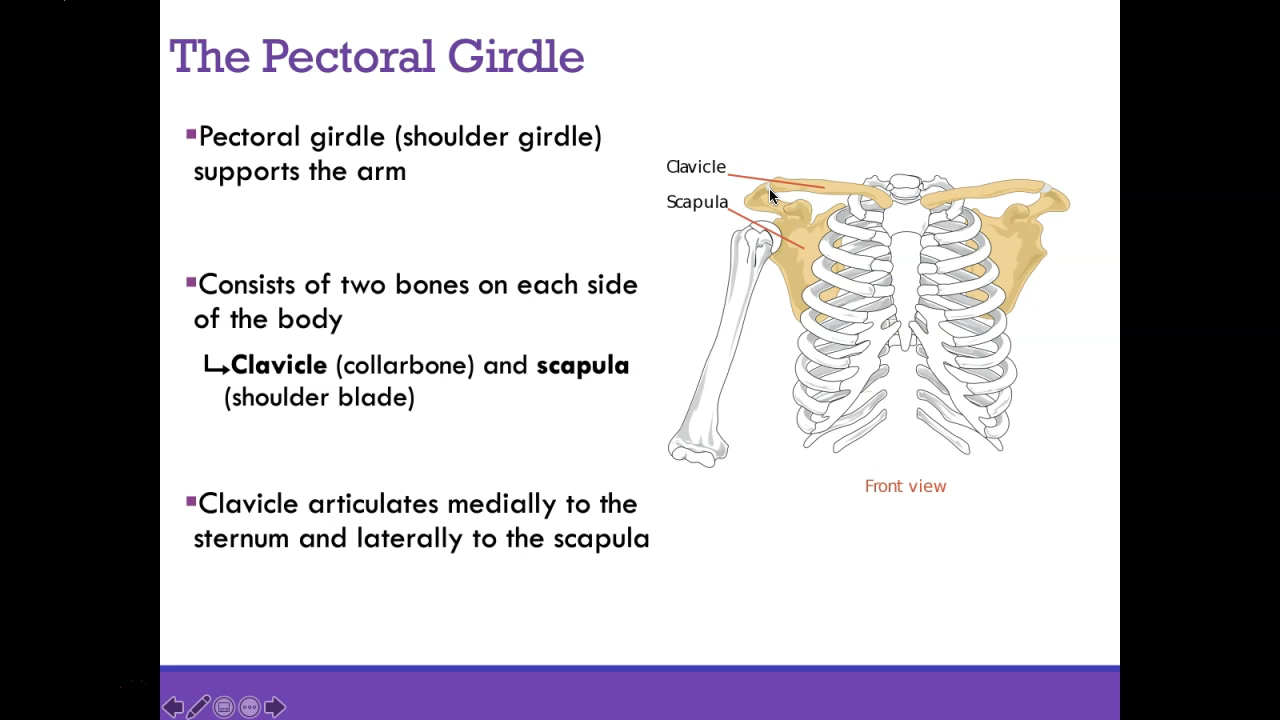 The Pectoral Girdle
▪Pectoral girdle (shoulder girdle)
supports the arm
▪Consists of two bones on each side
of the body
↳Clavicle (collarbone) and scapula
(shoulder blade)
▪Clavicle articulates medially to the
sternum and laterally to the scapula
Clavicle
Scapula
Front view